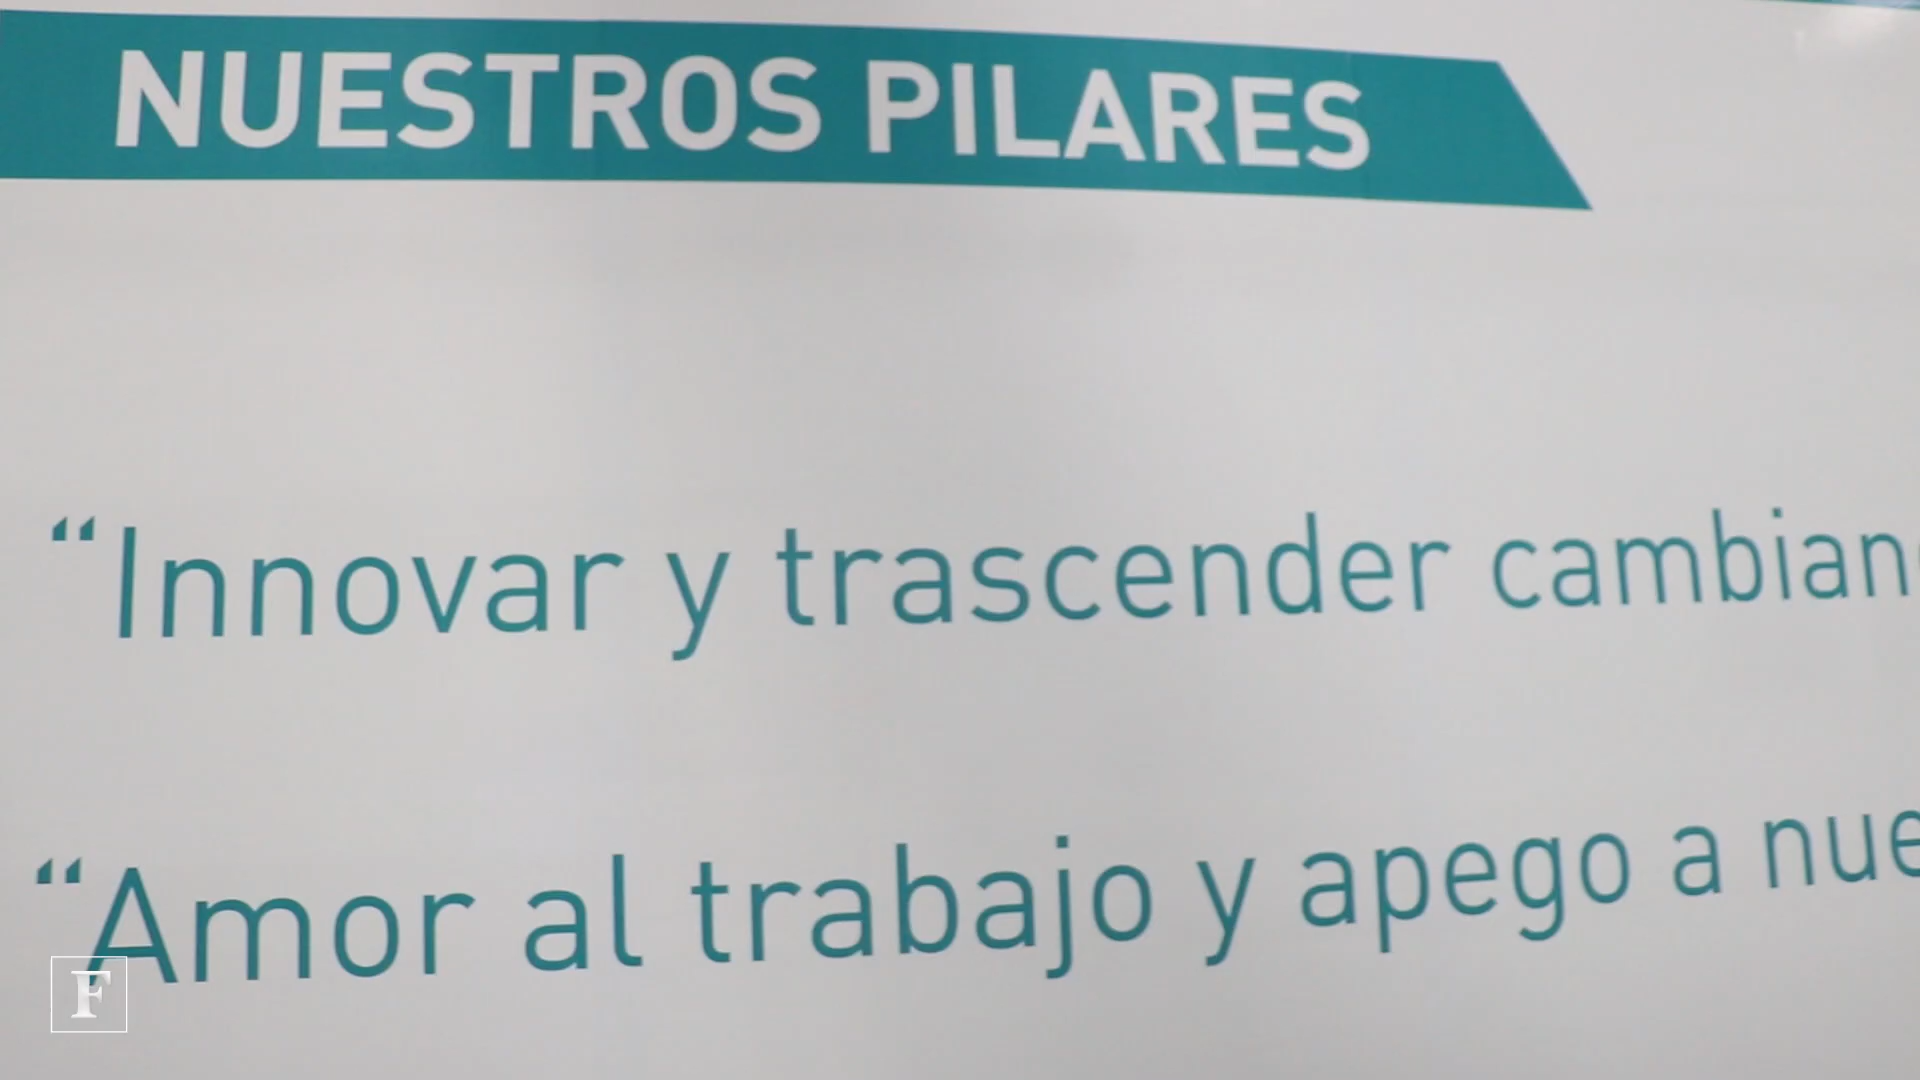 NUESTROS PILARES
“Innovar y trascender
“Amor al trabajo y apego a
F